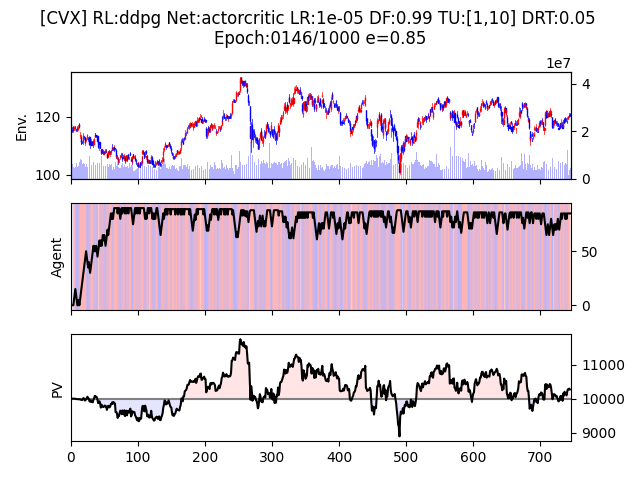 [CVX] RL:ddpg Net:actorcritic LR:1e-05 DF:0.99 TU:[1,10] DRT:0.05
Epoch:0146/1000 e=0.85
1e7
Env.
120
100
4
2
0
Agent
50
0
PV
11000
10000
9000
0 100 200 300 400 500 600 700